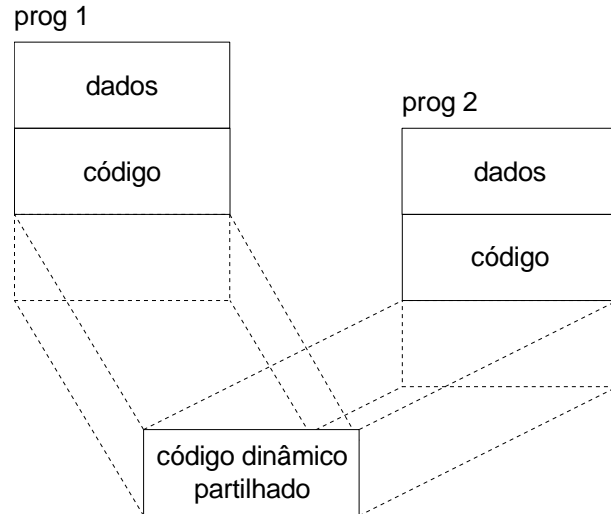 prog 1
dados
código
prog 2
dados
código
código dinâmico
partilhado